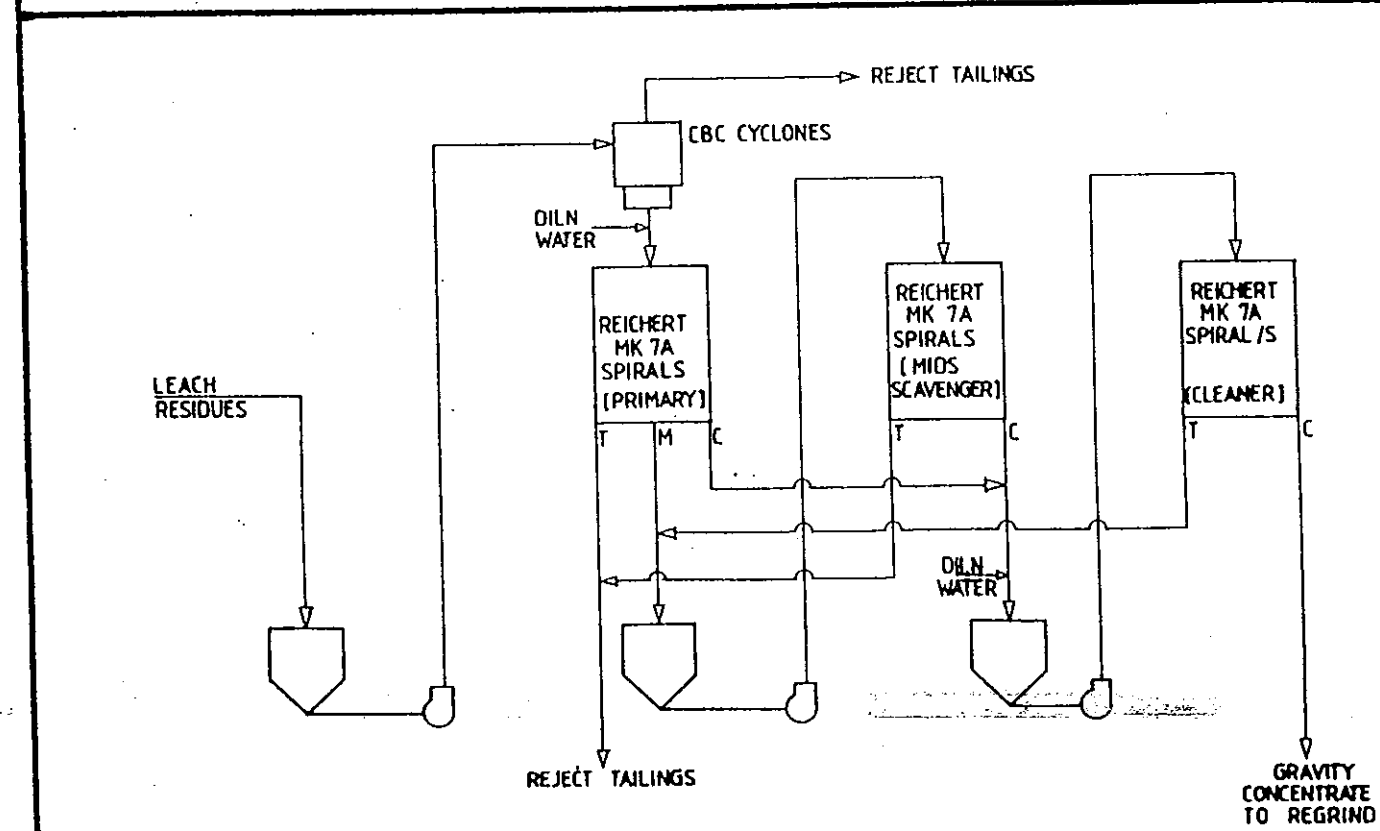 REJECT TAILINGS
CBC CYCLONES
DILN
WATER
REICHERT
MK 7A
SPIRALS
(PRIMARY)
T M C
REICHERT
MK 7A
SPIRALS
(MIDS
SCAVENGER)
T C
REICHERT
MK 7A
SPIRAL/S
(CLEANER)
T C
LEACH
RESIDUES
DILN
WATER
REJECT TAILINGS
GRAVITY
CONCENTRATE
TO REGRIND